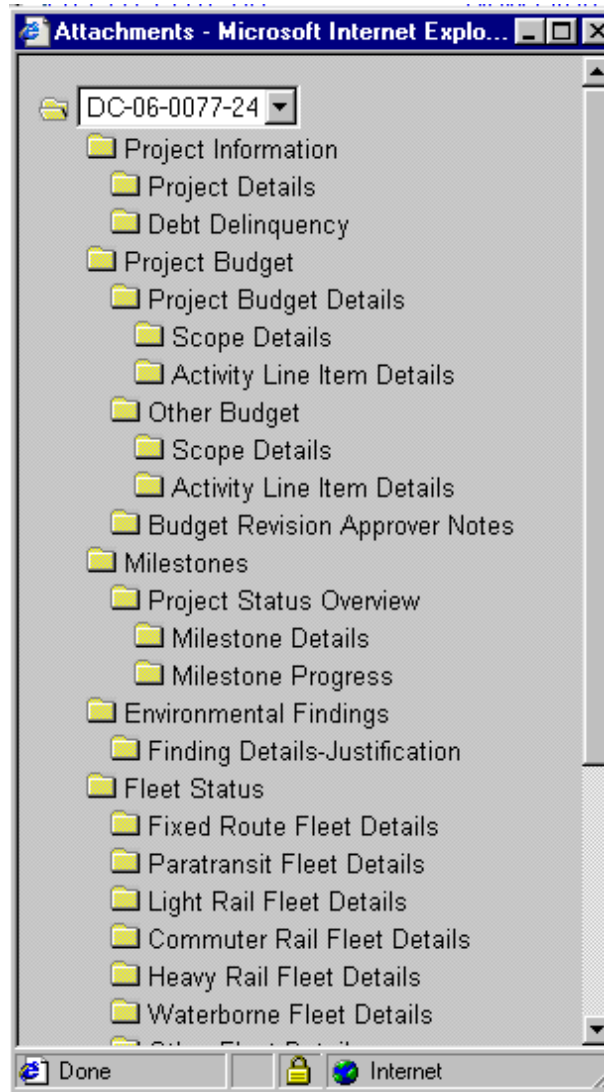 Attachments - Microsoft Internet Explo...
DC-06-0077-24
Project Information
Project Details
Debt Delinquency
Project Budget
Project Budget Details
Scope Details
Activity Line Item Details
Other Budget
Scope Details
Activity Line Item Details
Budget Revision Approver Notes
Milestones
Project Status Overview
Milestone Details
Milestone Progress
Environmental Findings
Finding Details-Justification
Fleet Status
Fixed Route Fleet Details
Paratransit Fleet Details
Light Rail Fleet Details
Commuter Rail Fleet Details
Heavy Rail Fleet Details
Waterborne Fleet Details
Done
Internet